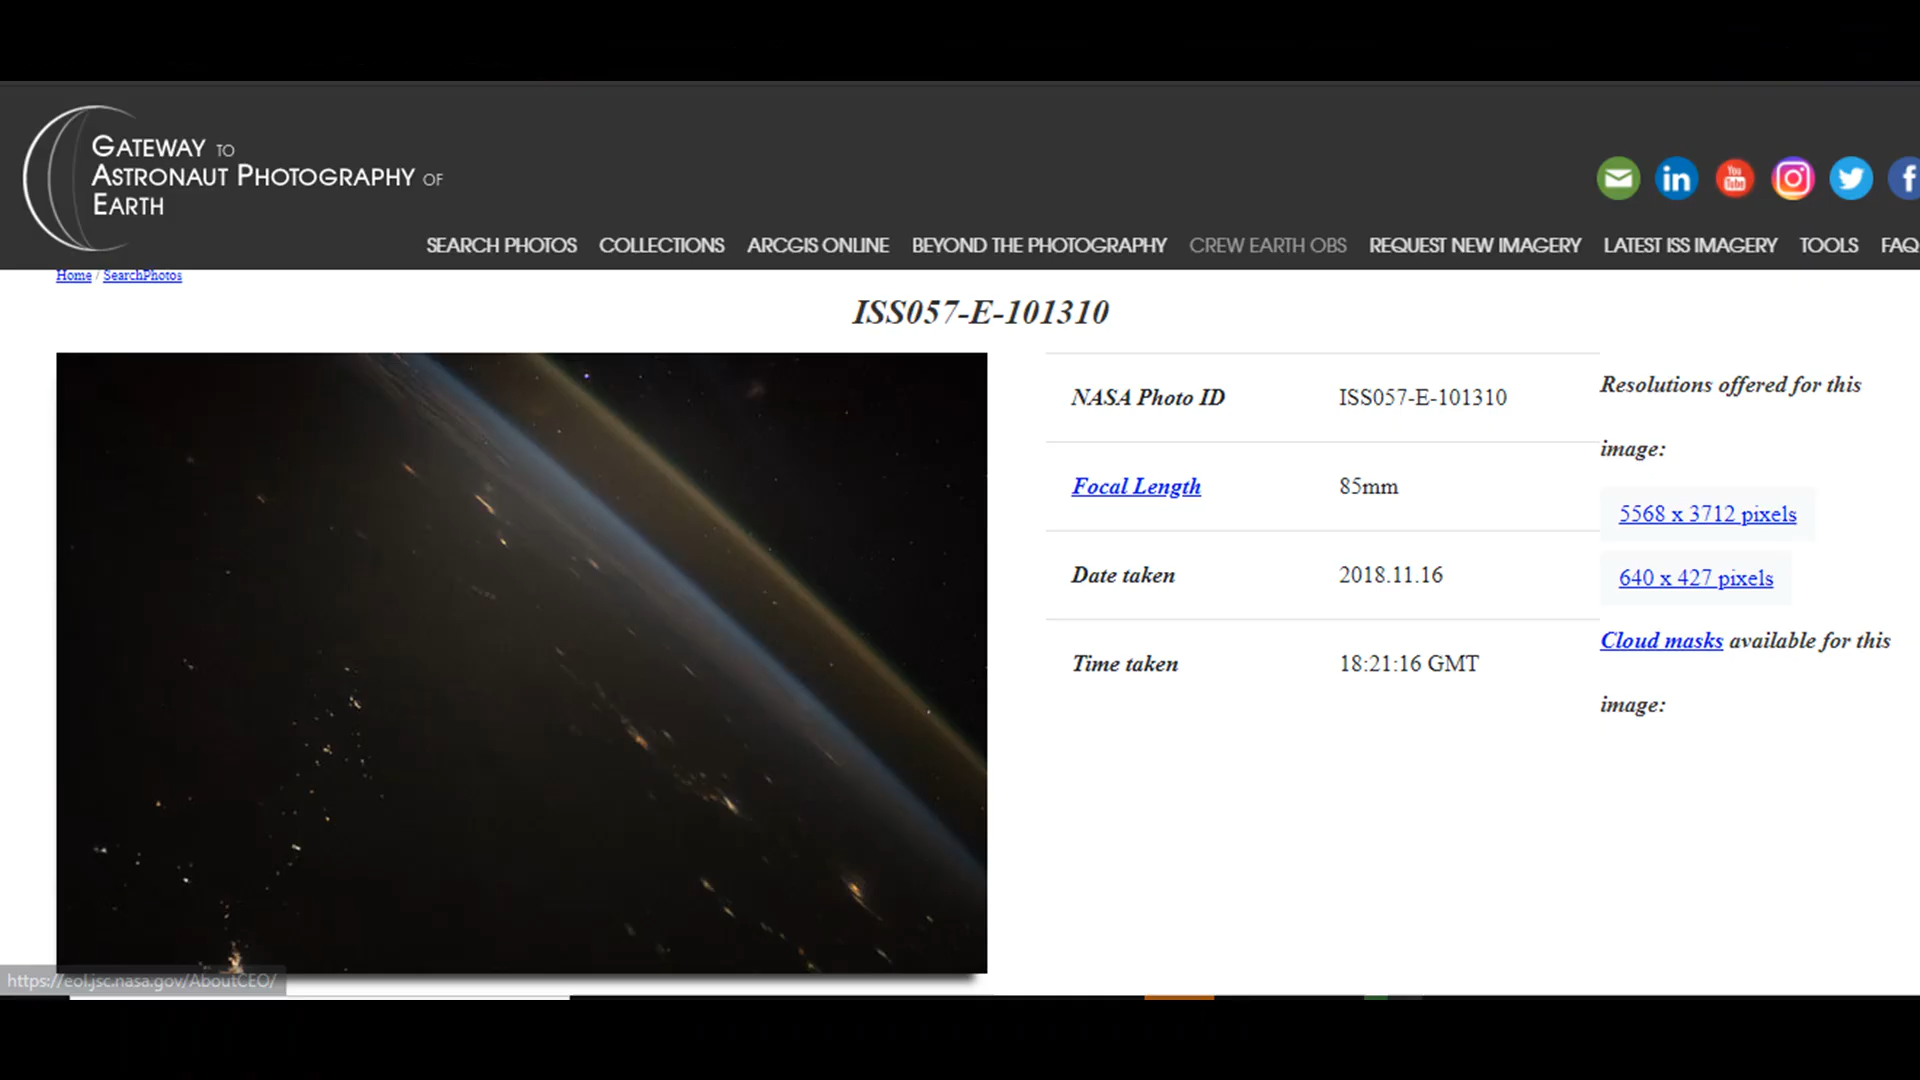 GATEWAY TO
ASTRONAUT PHOTOGRAPHY OF
EARTH
SEARCH PHOTOS COLLECTIONS ARCGIS ONLINE BEYOND THE PHOTOGRAPHY CREW EARTH OBS REQUEST NEW IMAGERY LATEST ISS IMAGERY TOOLS FAQ
Home / SearchPhotos
ISS057-E-101310
NASA Photo ID ISS057-E-101310
Focal Length 85mm
Date taken 2018.11.16
Time taken 18:21:16 GMT
Resolutions offered for this
image:
5568 x 3712 pixels
640 x 427 pixels
Cloud masks available for this
image:
https://eol.jsc.nasa.gov/AboutCEO/
in
You
Tube
f